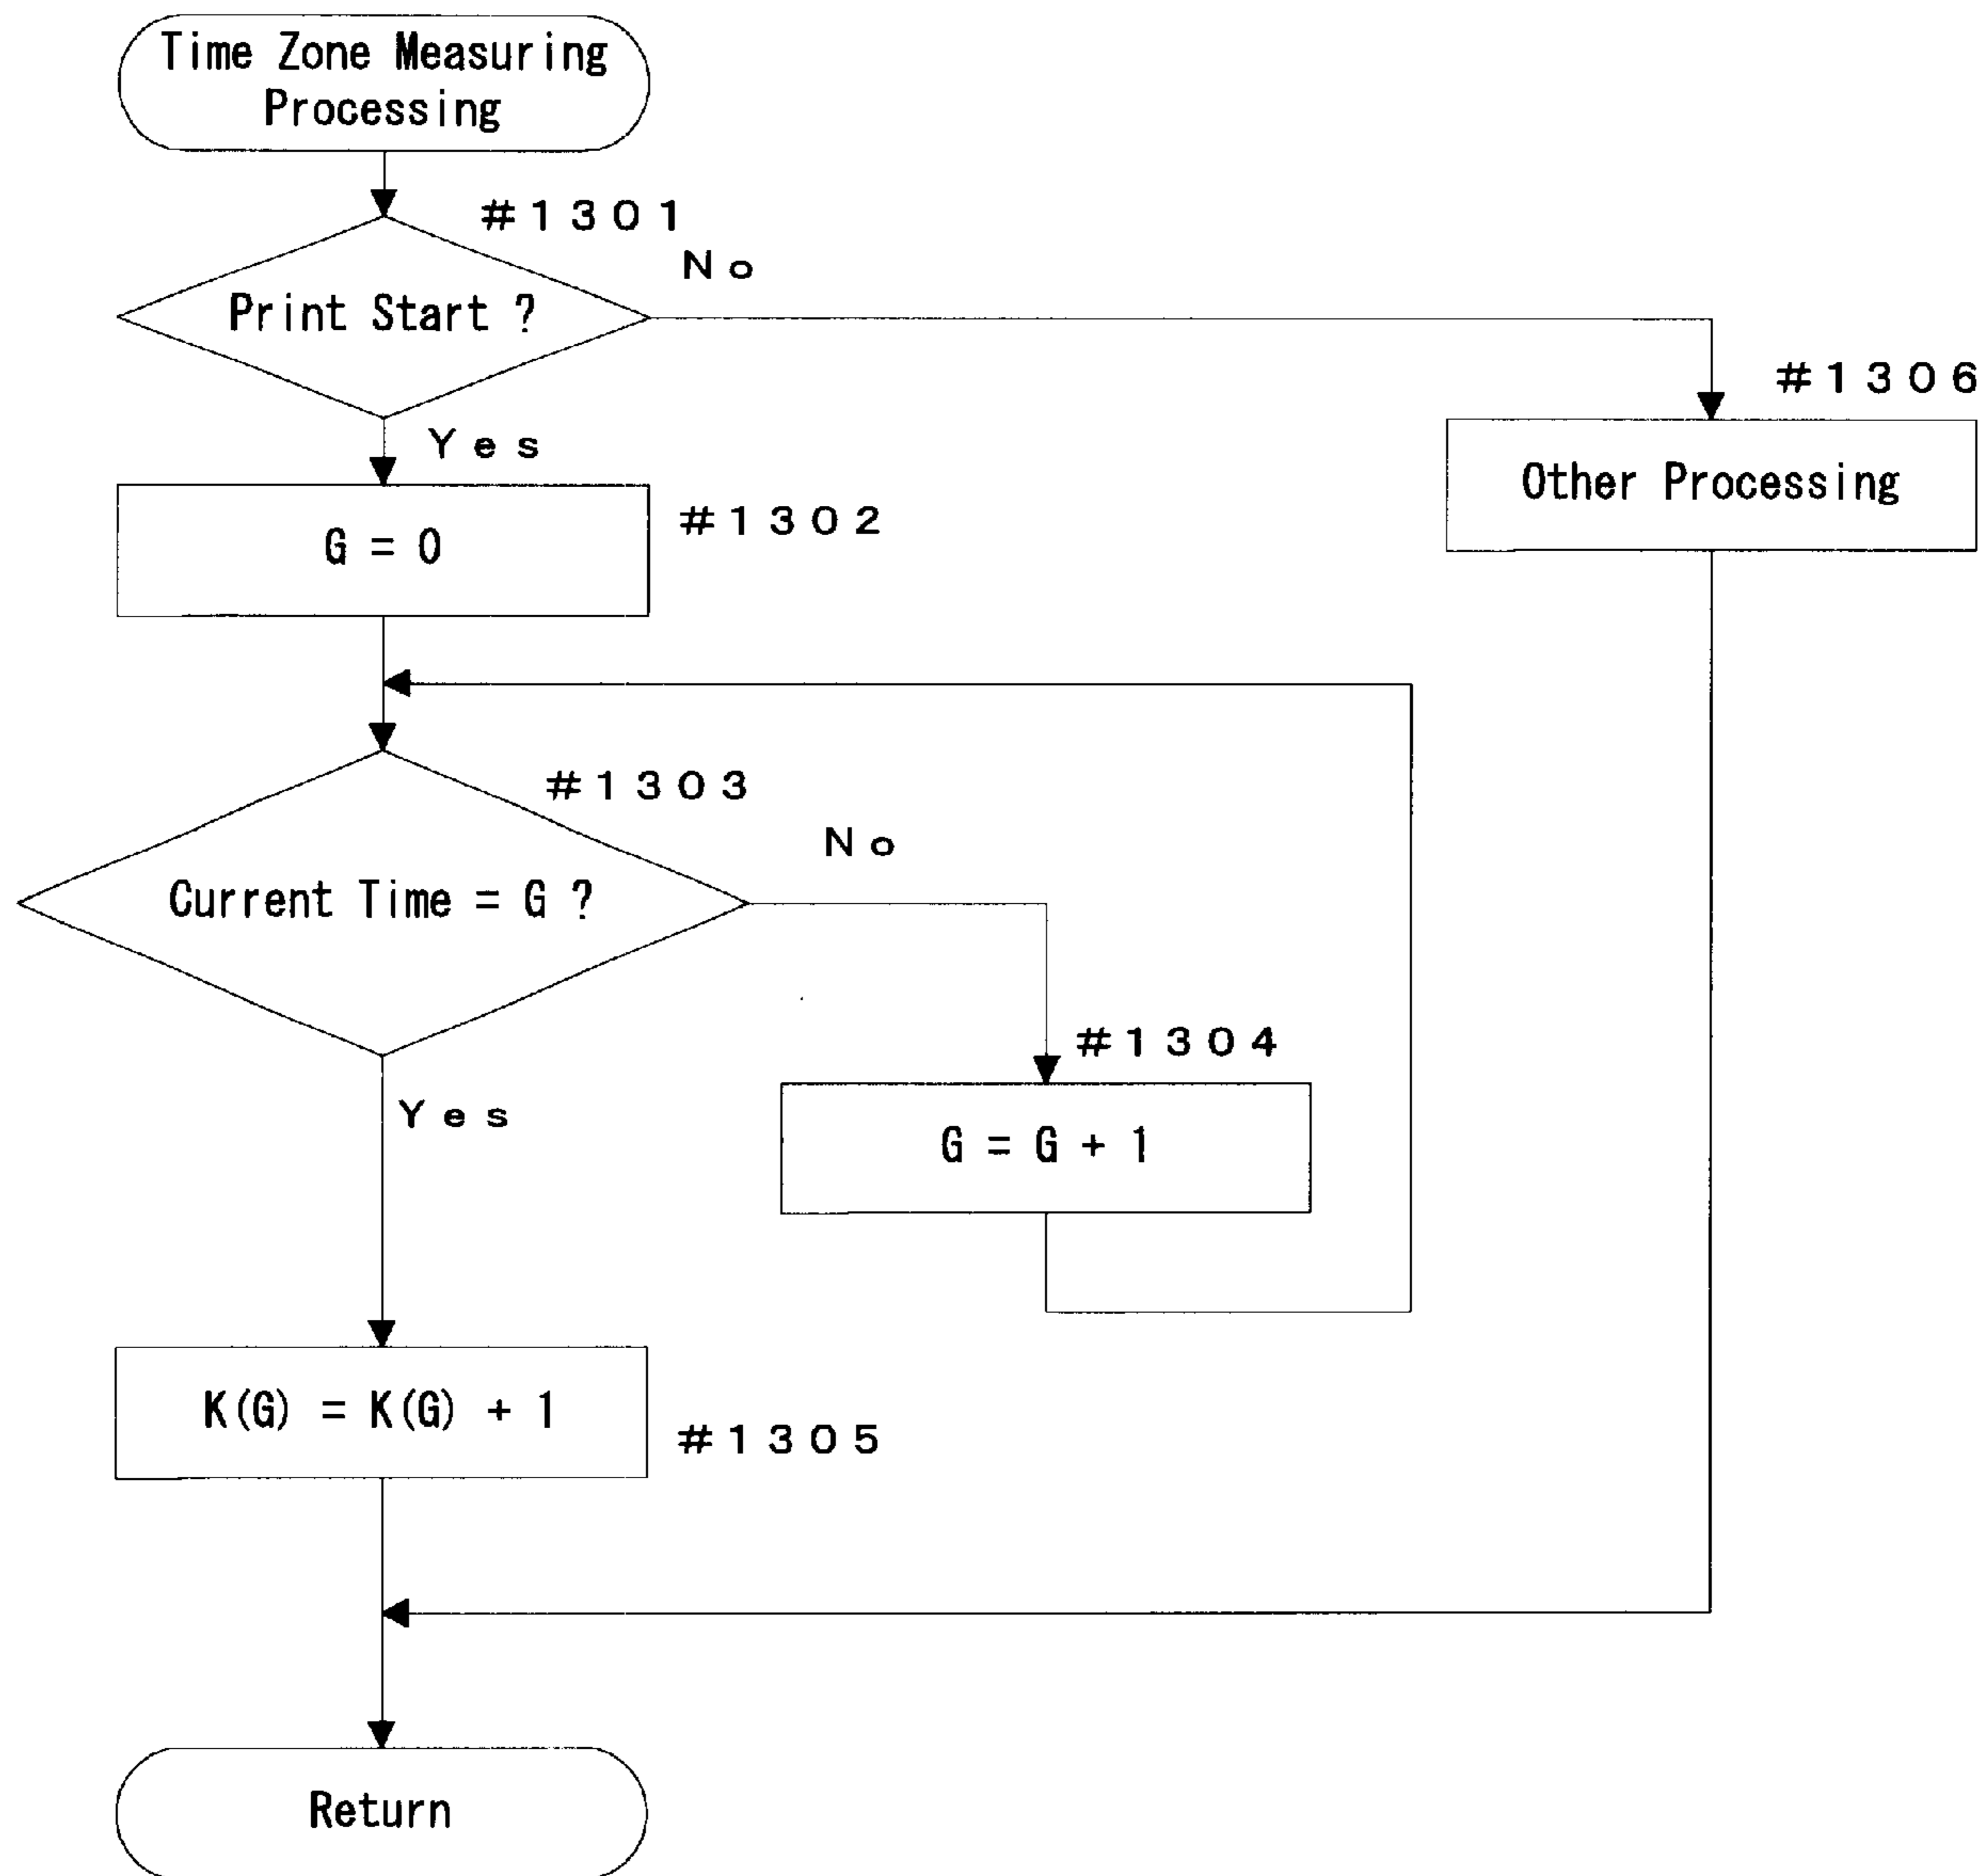 Time Zone Measuring
Processing
#1301
No
Print Start ?
#1306
Yes
Other Processing
#1302
G = 0
#1303
No
Current Time = G ?
#1304
Yes
G = G + 1
K(G) = K(G) + 1
#1305
Return